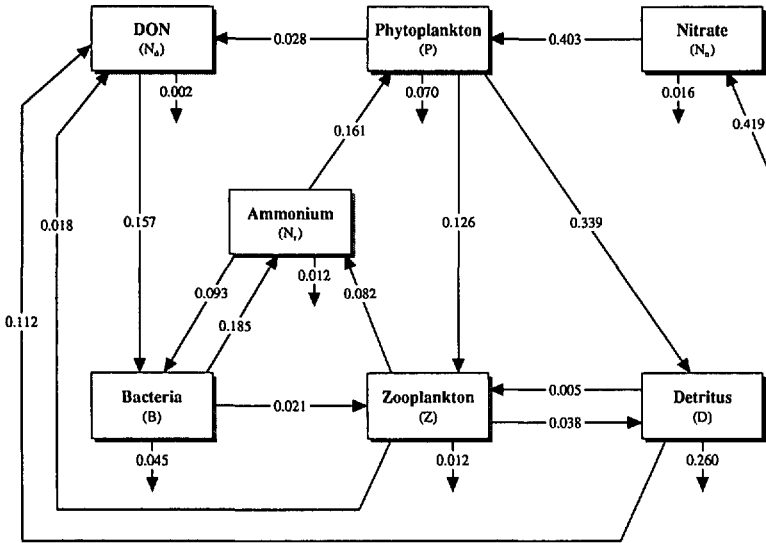 DON
(Nd)
0.028
Phytoplankton
(P)
0.403
Nitrate
(Nn)
0.002
0.070
0.016
0.161
0.419
0.018
0.157
Ammonium
(Nr)
0.126
0.339
0.012
0.093
0.082
0.112
0.185
Bacteria
(B)
0.021
Zooplankton
(Z)
0.005
0.038
Detritus
(D)
0.045
0.012
0.260